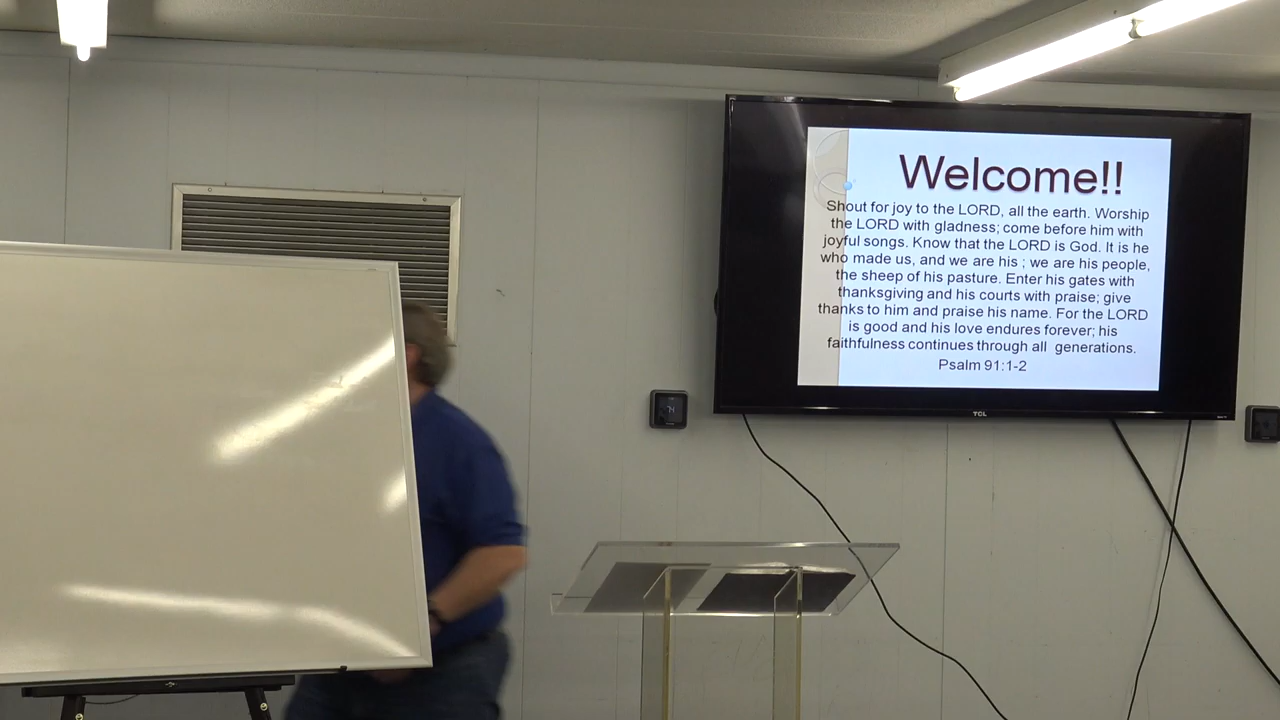 Welcome!!
Shout for joy to the LORD, all the earth. Worship
the LORD with gladness; come before him with
joyful songs. Know that the LORD is God. It is he
who made us, and we are his ; we are his people,
the sheep of his pasture. Enter his gates with
thanksgiving and his courts with praise; give
thanks to him and praise his name. For the LORD
is good and his love endures forever; his
faithfulness continues through all generations.
Psalm 91:1-2
TCL